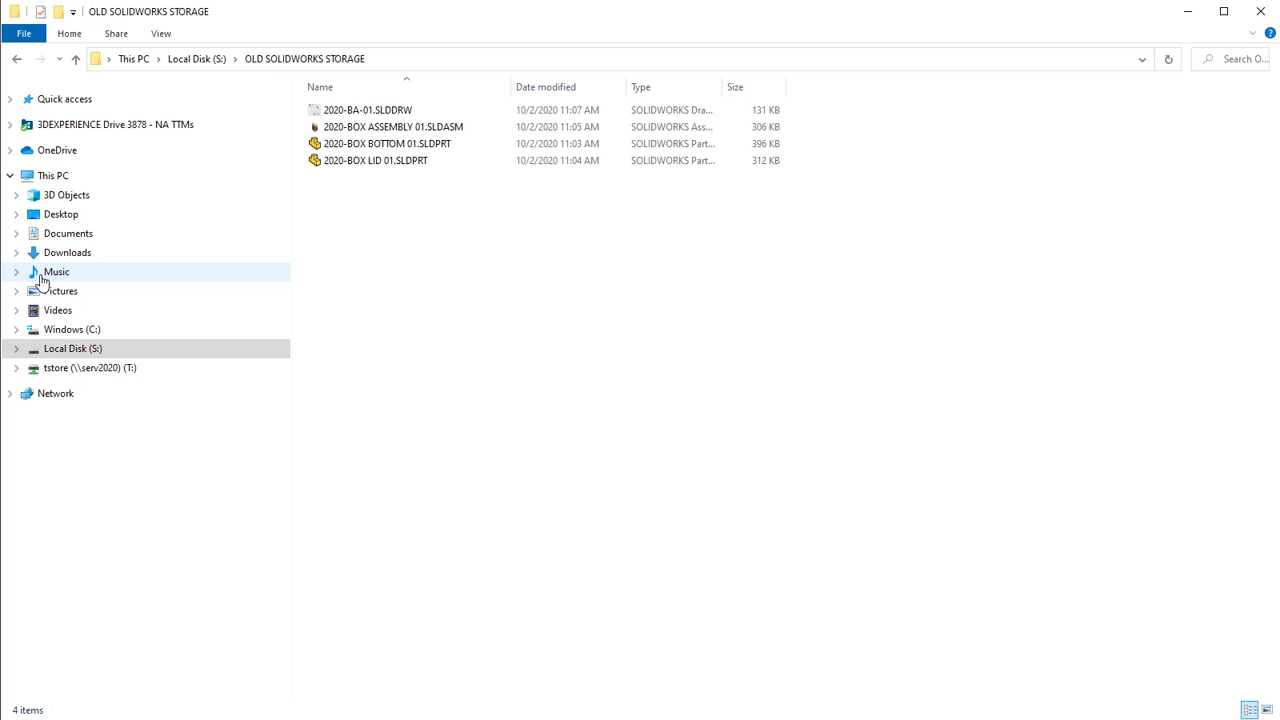 OLD SOLIDWORKS STORAGE
File Home Share View
This PC Local Disk (S:) OLD SOLIDWORKS STORAGE Search O...
Name Date modified Type Size
Quick access
3DEXPERIENCE Drive 3878 - NA TTMs
OneDrive
This PC
3D Objects
Desktop
Documents
Downloads
Music
Pictures
Videos
Windows (C:)
Local Disk (S:)
tstore (\\serv2020) (T:)
Network
2020-BA-01.SLDDRW 10/2/2020 11:07 AM SOLIDWORKS Dra... 131 KB
2020-BOX ASSEMBLY 01.SLDASM 10/2/2020 11:05 AM SOLIDWORKS Ass... 306 KB
2020-BOX BOTTOM 01.SLDPRT 10/2/2020 11:03 AM SOLIDWORKS Part... 396 KB
2020-BOX LID 01.SLDPRT 10/2/2020 11:04 AM SOLIDWORKS Part... 312 KB
4 items